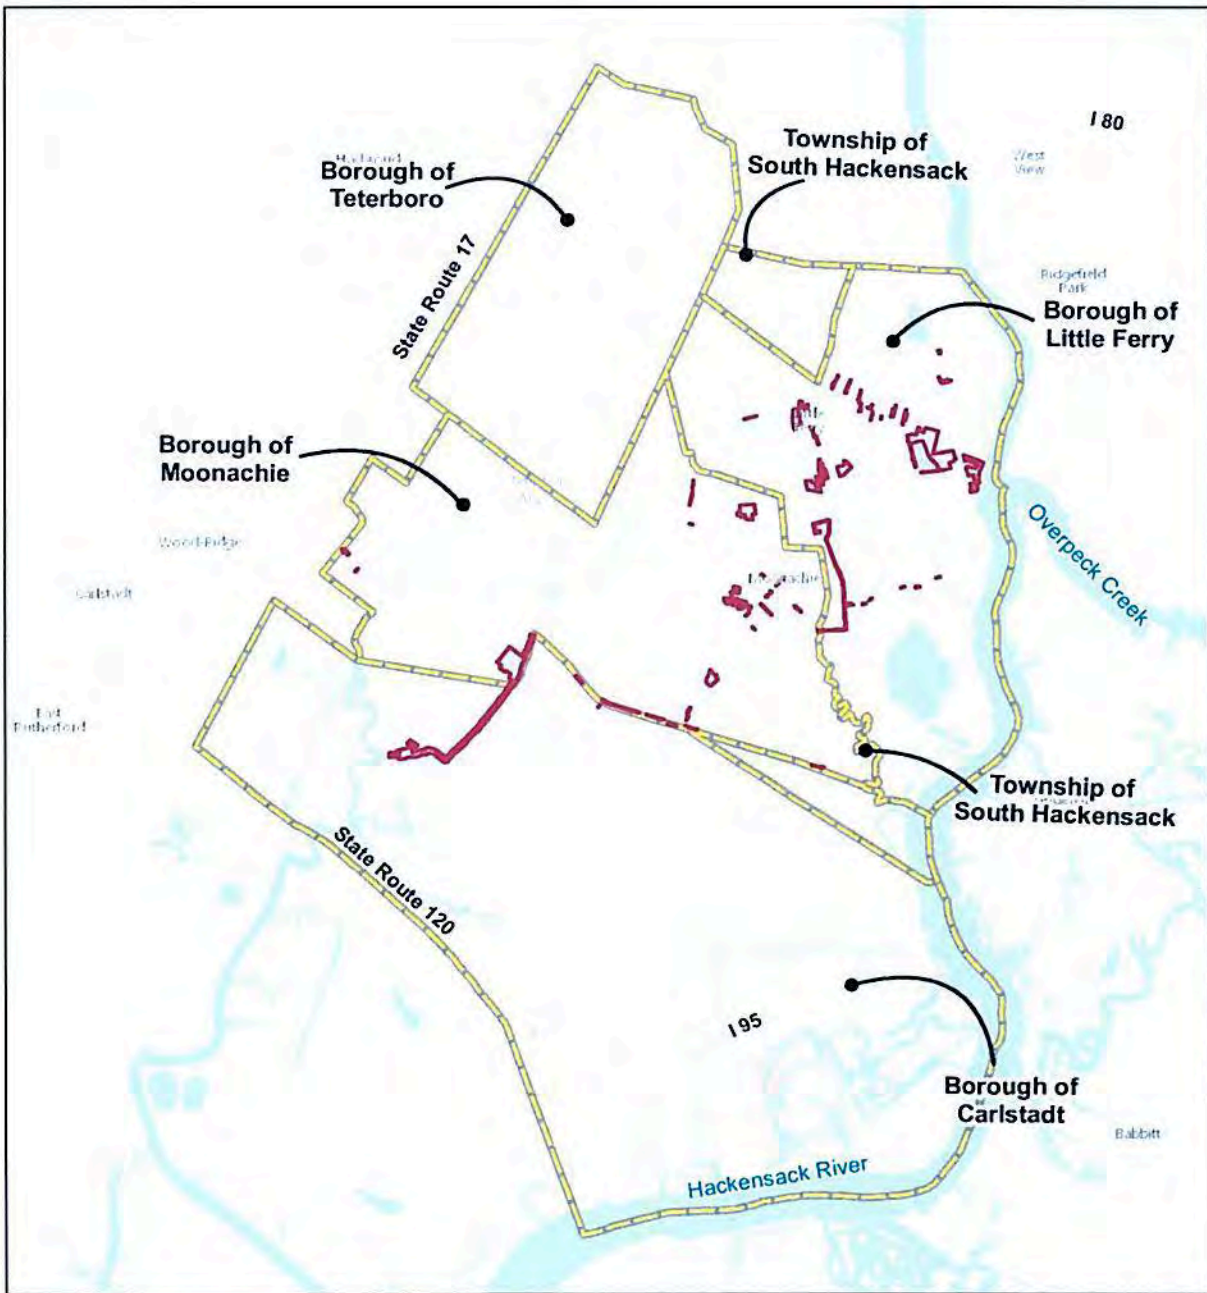 I 80
Township of
South Hackensack
West
View
Borough of
Teterboro
Ridgefield
Park
State Route 17
Borough of
Little Ferry
Borough of
Moonachie
Wood-Ridge
Overpeck Creek
Carlstadt
Moonachie
East
Rutherford
Township of
South Hackensack
State Route 120
I 95
Borough of
Carlstadt
Babbitt
Hackensack River